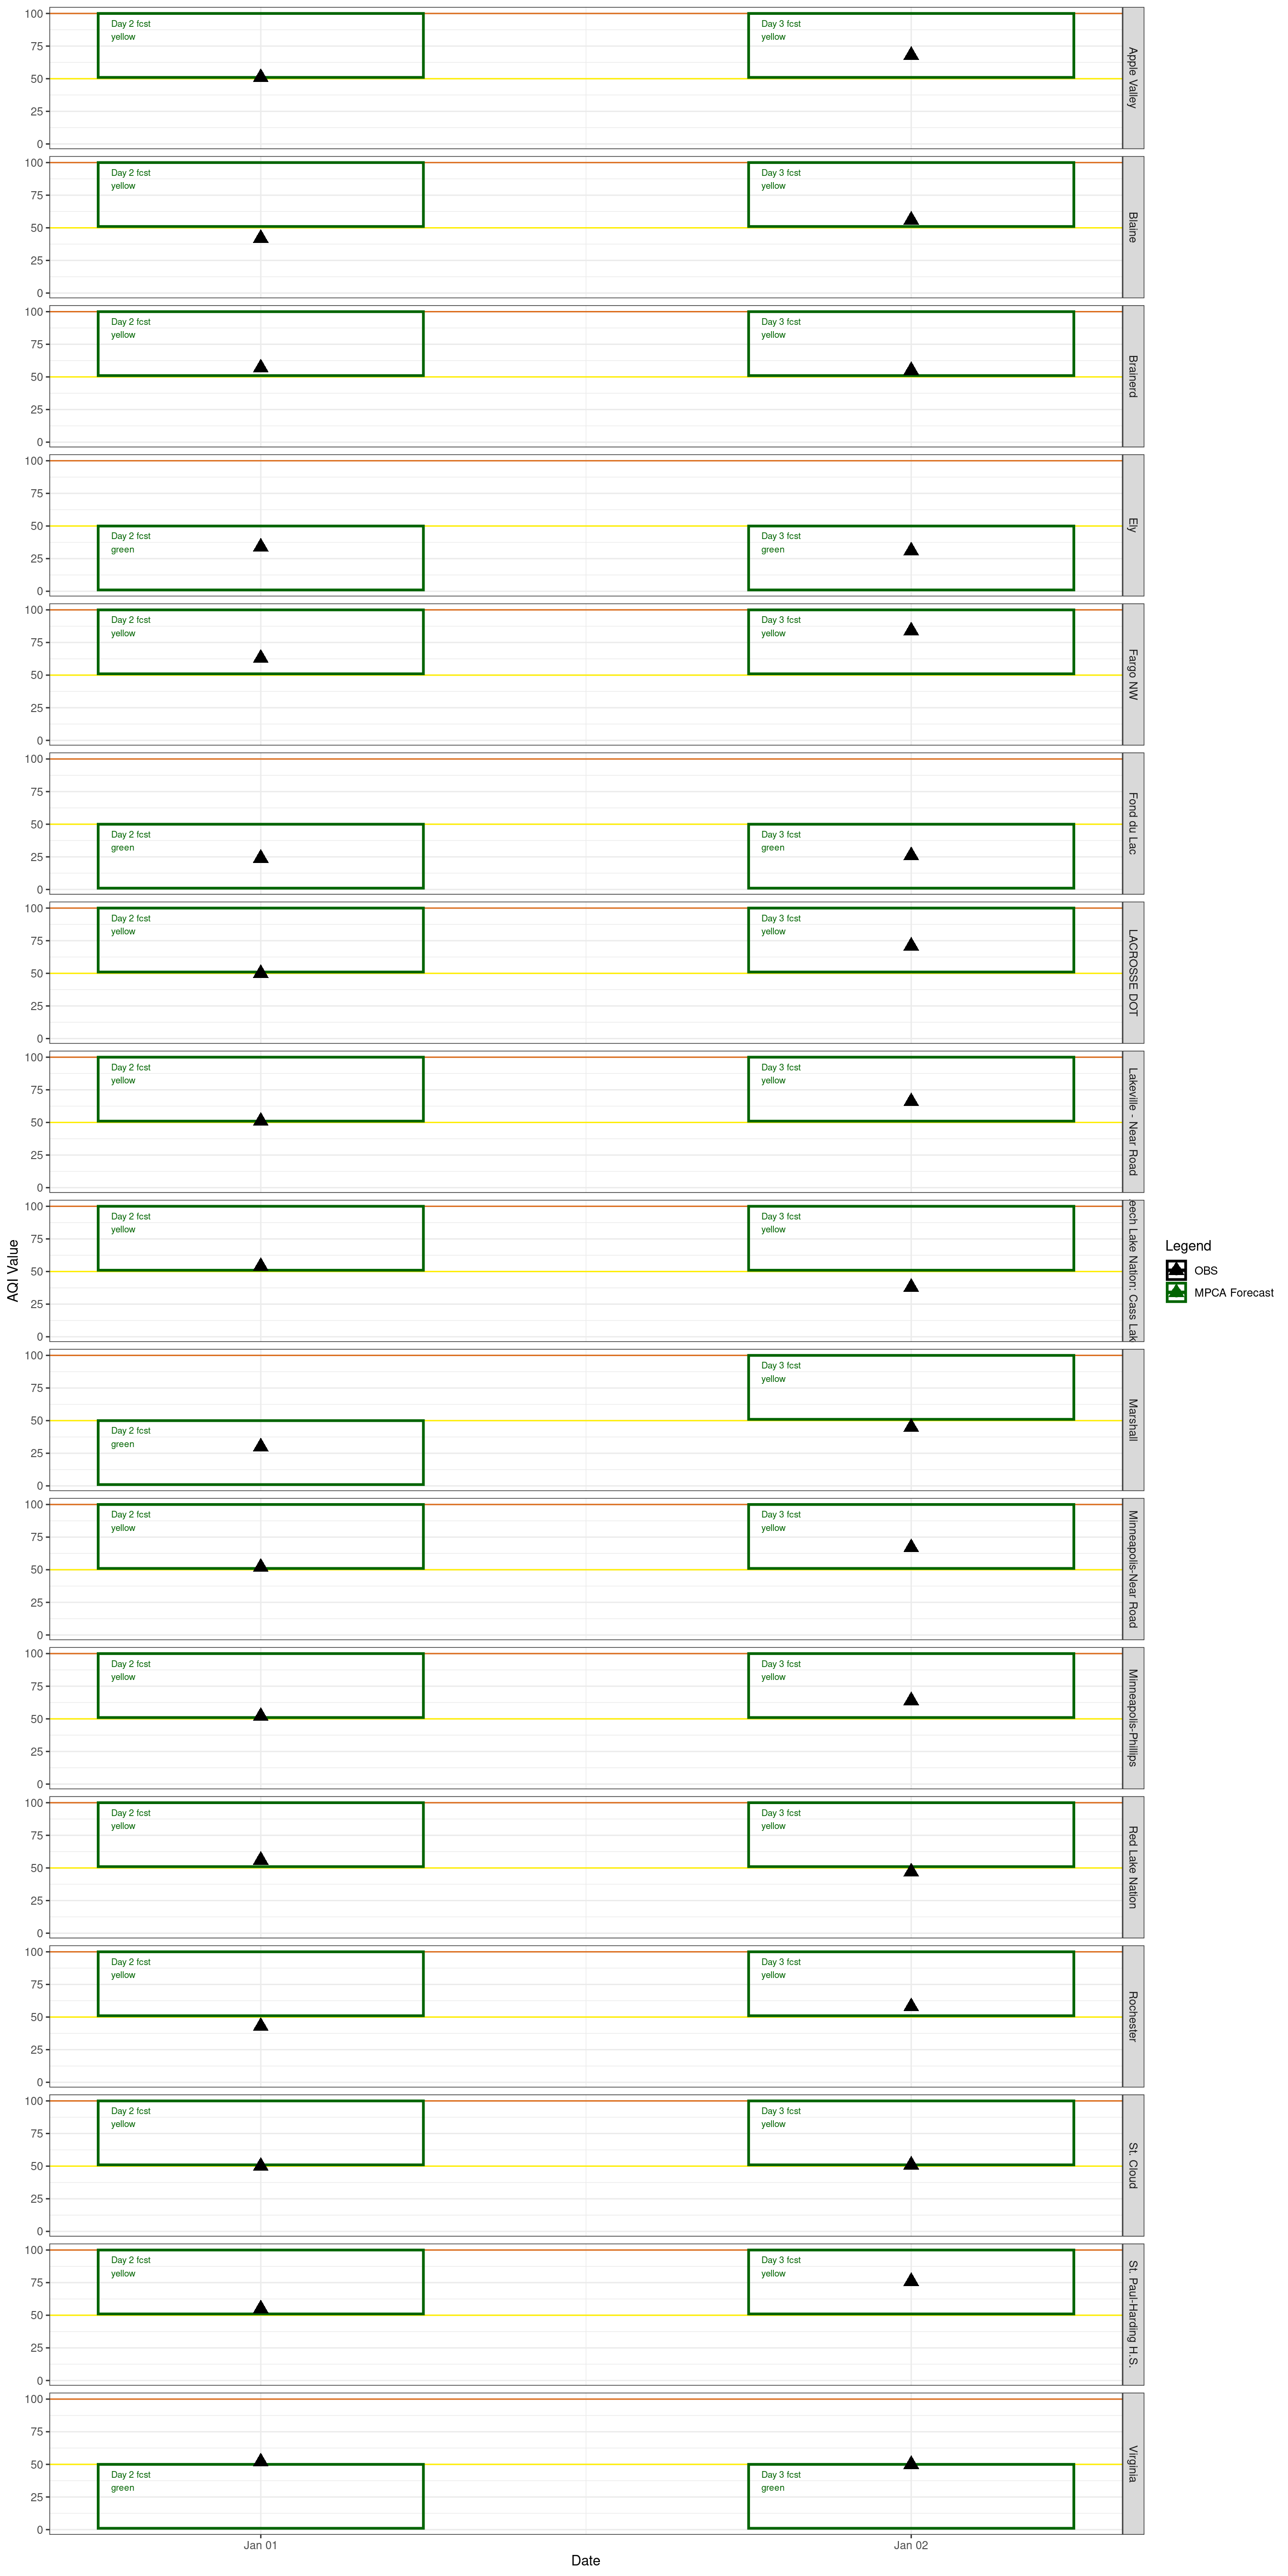 100
75
50
25
0
Day 2 fcst
yellow
Day 3 fcst
yellow
Apple Valley
100
75
50
25
0
Day 2 fcst
yellow
Day 3 fcst
yellow
Blaine
100
75
50
25
0
Day 2 fcst
yellow
Day 3 fcst
yellow
Brainerd
100
75
50
25
0
Day 2 fcst
green
Day 3 fcst
green
Ely
100
75
50
25
0
Day 2 fcst
yellow
Day 3 fcst
yellow
Fargo NW
100
75
50
25
0
Day 2 fcst
green
Day 3 fcst
green
Fond du Lac
100
75
50
25
0
Day 2 fcst
yellow
Day 3 fcst
yellow
LACROSSE DOT
100
75
50
25
0
Day 2 fcst
yellow
Day 3 fcst
yellow
Lakeville - Near Road
100
75
50
25
0
Day 2 fcst
yellow
Day 3 fcst
yellow
eech Lake Nation: Cass Lak
100
75
50
25
0
Day 2 fcst
green
Day 3 fcst
yellow
Marshall
100
75
50
25
0
Day 2 fcst
yellow
Day 3 fcst
yellow
Minneapolis-Near Road
100
75
50
25
0
Day 2 fcst
yellow
Day 3 fcst
yellow
Minneapolis-Phillips
100
75
50
25
0
Day 2 fcst
yellow
Day 3 fcst
yellow
Red Lake Nation
100
75
50
25
0
Day 2 fcst
yellow
Day 3 fcst
yellow
Rochester
100
75
50
25
0
Day 2 fcst
yellow
Day 3 fcst
yellow
St. Cloud
100
75
50
25
0
Day 2 fcst
yellow
Day 3 fcst
yellow
St. Paul-Harding H.S.
100
75
50
25
0
Day 2 fcst
green
Day 3 fcst
green
Virginia
Jan 01
Jan 02
Date
AQI Value
Legend
OBS
MPCA Forecast